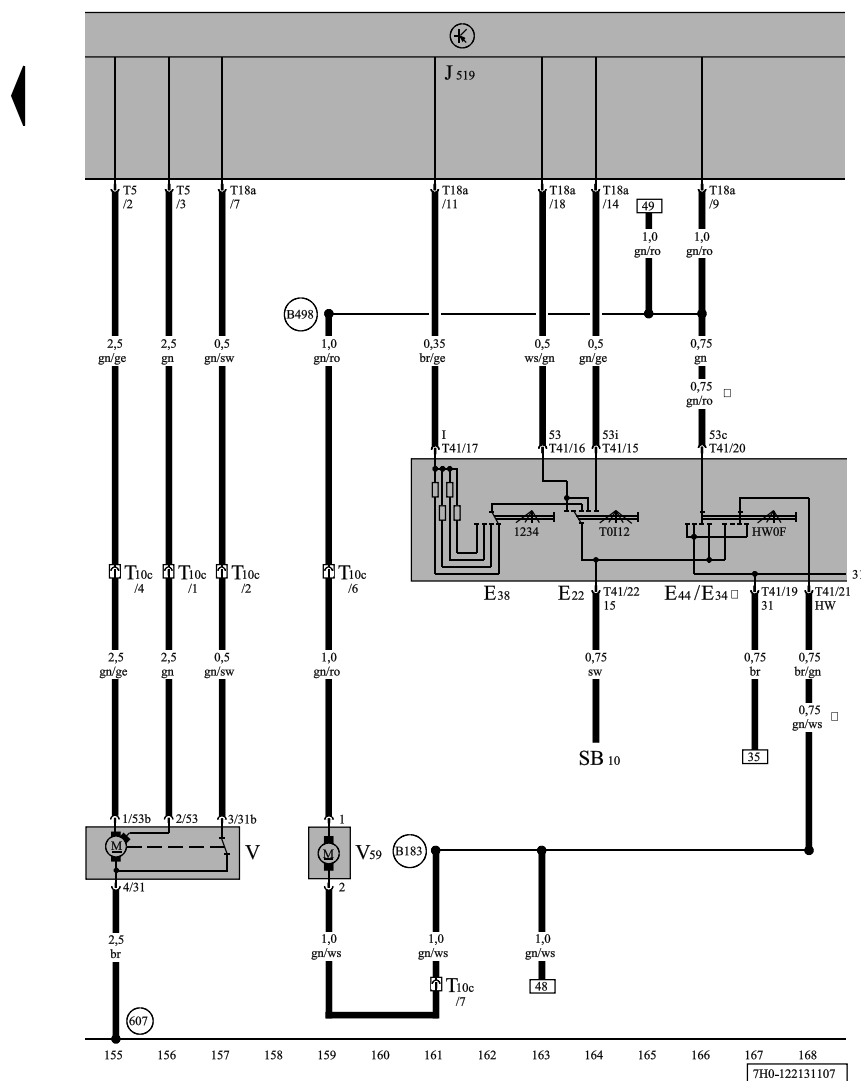 J 519
T5 T5 T18a T18a T18a T18a T18a
/2 /3 /7 /11 /18 /14 /9
49
1,0 1,0
gn/ro gn/ro
B498
2,5 2,5 0,5 1,0 0,35 0,5 0,5 0,75
gn/ge gn gn/sw gn/ro br/ge ws/gn gn/ge gn
0,75
gn/ro
I 53 53i 53c
T41/17 T41/16 T41/15 T41/20
1234 T0I12 HW0F
T10c T10c T10c T10c 31
/4 /1 /2 /6
E38 E22 T41/22 E44/E34 T41/19 T41/21
15 31 HW
2,5 2,5 0,5 1,0 0,75 0,75 0,75
gn/ge gn gn/sw gn/ro sw br br/gn
0,75
gn/ws
SB 10 35
1/53b 2/53 3/31b 1
M V M V59 B183
4/31 2
2,5 1,0 1,0 1,0
br gn/ws gn/ws gn/ws
T10c 48
/7
607
155 156 157 158 159 160 161 162 163 164 165 166 167 168
7H0-122131107